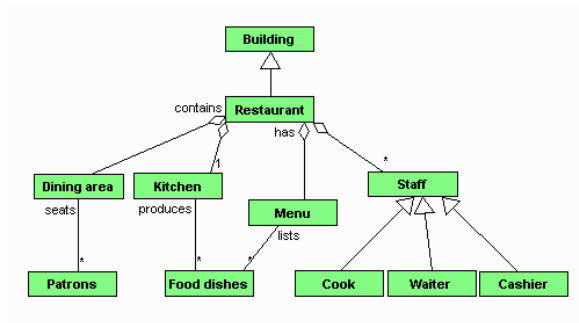 Building
contains
Restaurant
has
1
*
Dining area
Kitchen
Staff
seats
produces
Menu
lists
*
*
*
Patrons
Food dishes
Cook
Waiter
Cashier